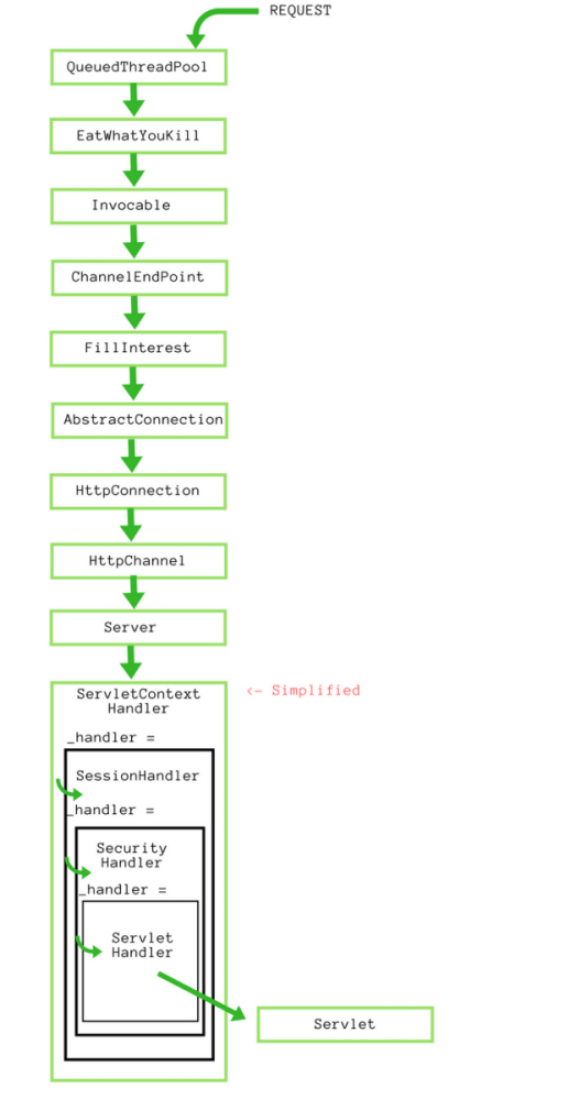 REQUEST
QueuedThreadPool
EatWhatYouKill
Invocable
ChannelEndPoint
FillInterest
AbstractConnection
HttpConnection
HttpChannel
Server
ServletContext
Handler
<- Simplified
_handler =
SessionHandler
_handler =
Security
Handler
_handler =
Servlet
Handler
Servlet